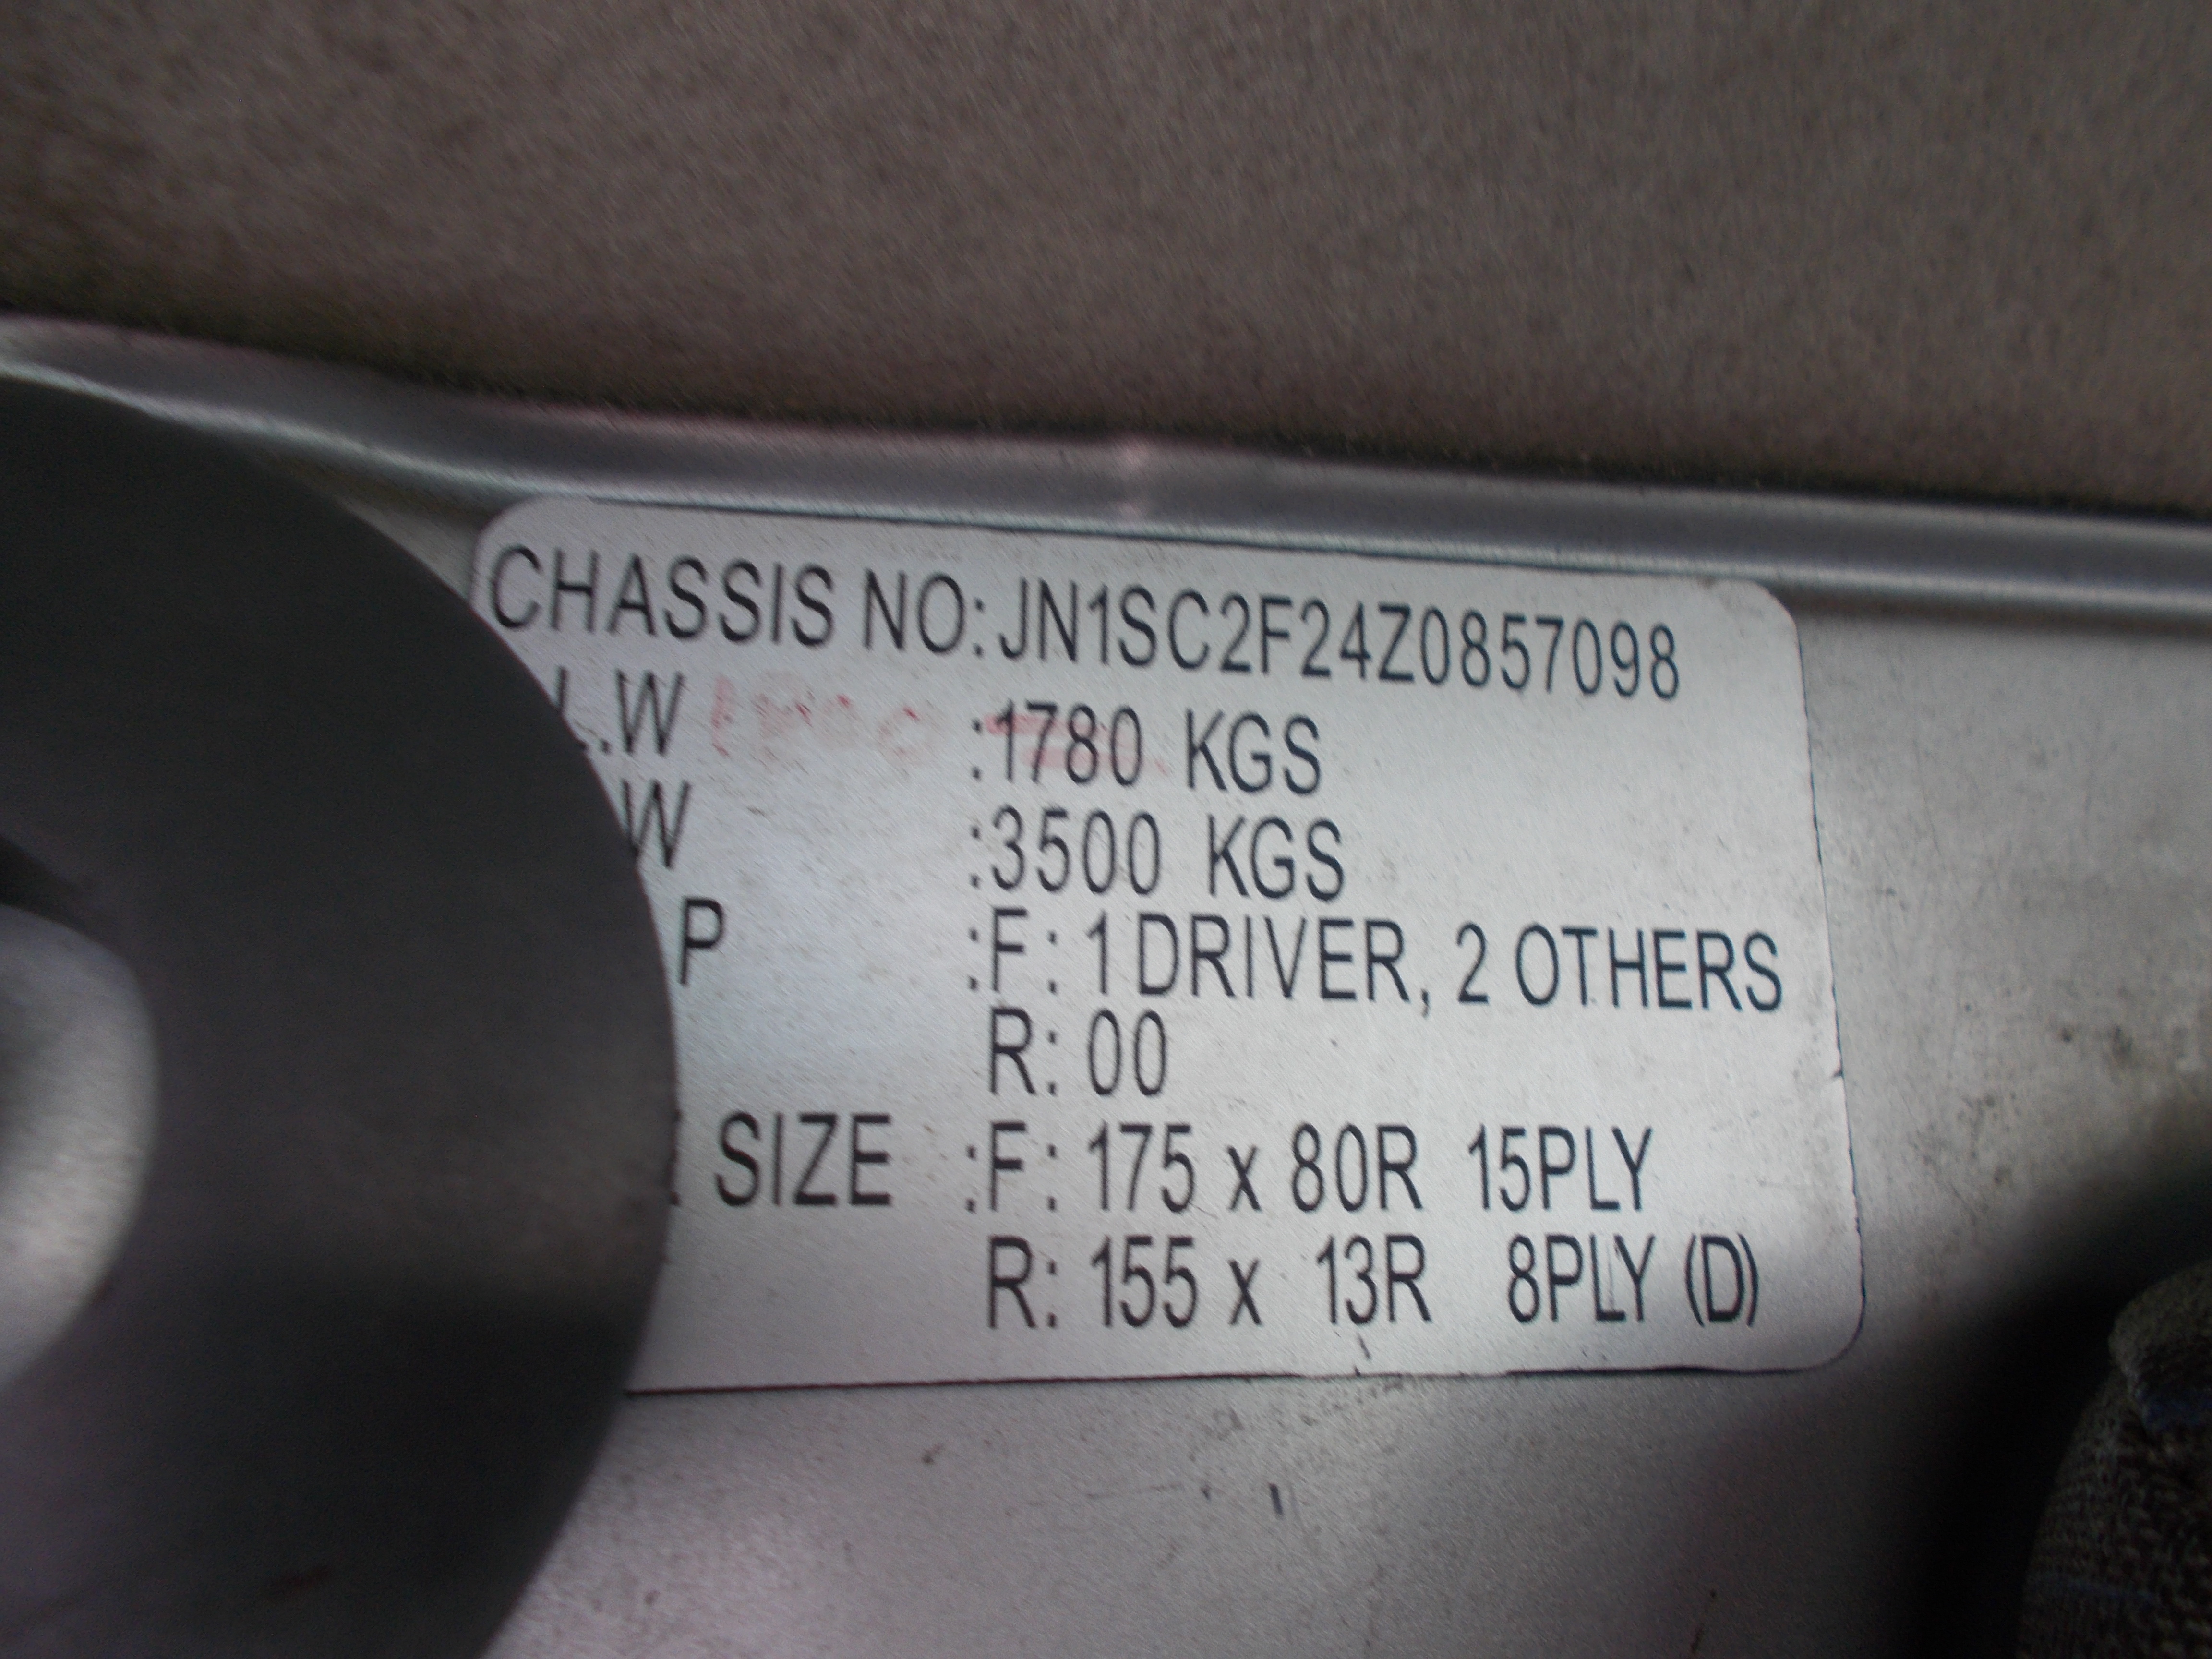 CHASSIS NO: JN1SC2F24Z0857098
L.W :1780 KGS
W :3500 KGS
P :F: 1 DRIVER, 2 OTHERS
R: 00
SIZE :F: 175 x 80R 15PLY
R: 155 x 13R 8PLY (D)